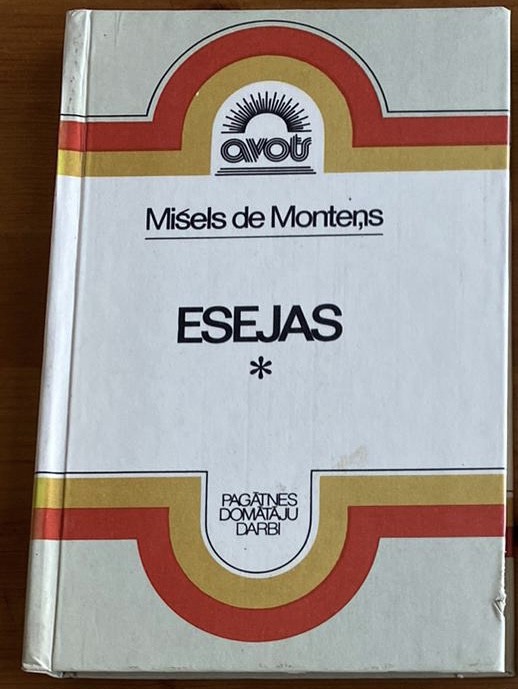 avots
Mišels de Monteņs
ESEJAS
*
PAGĀTNES
DOMĀTĀJU
DARBI